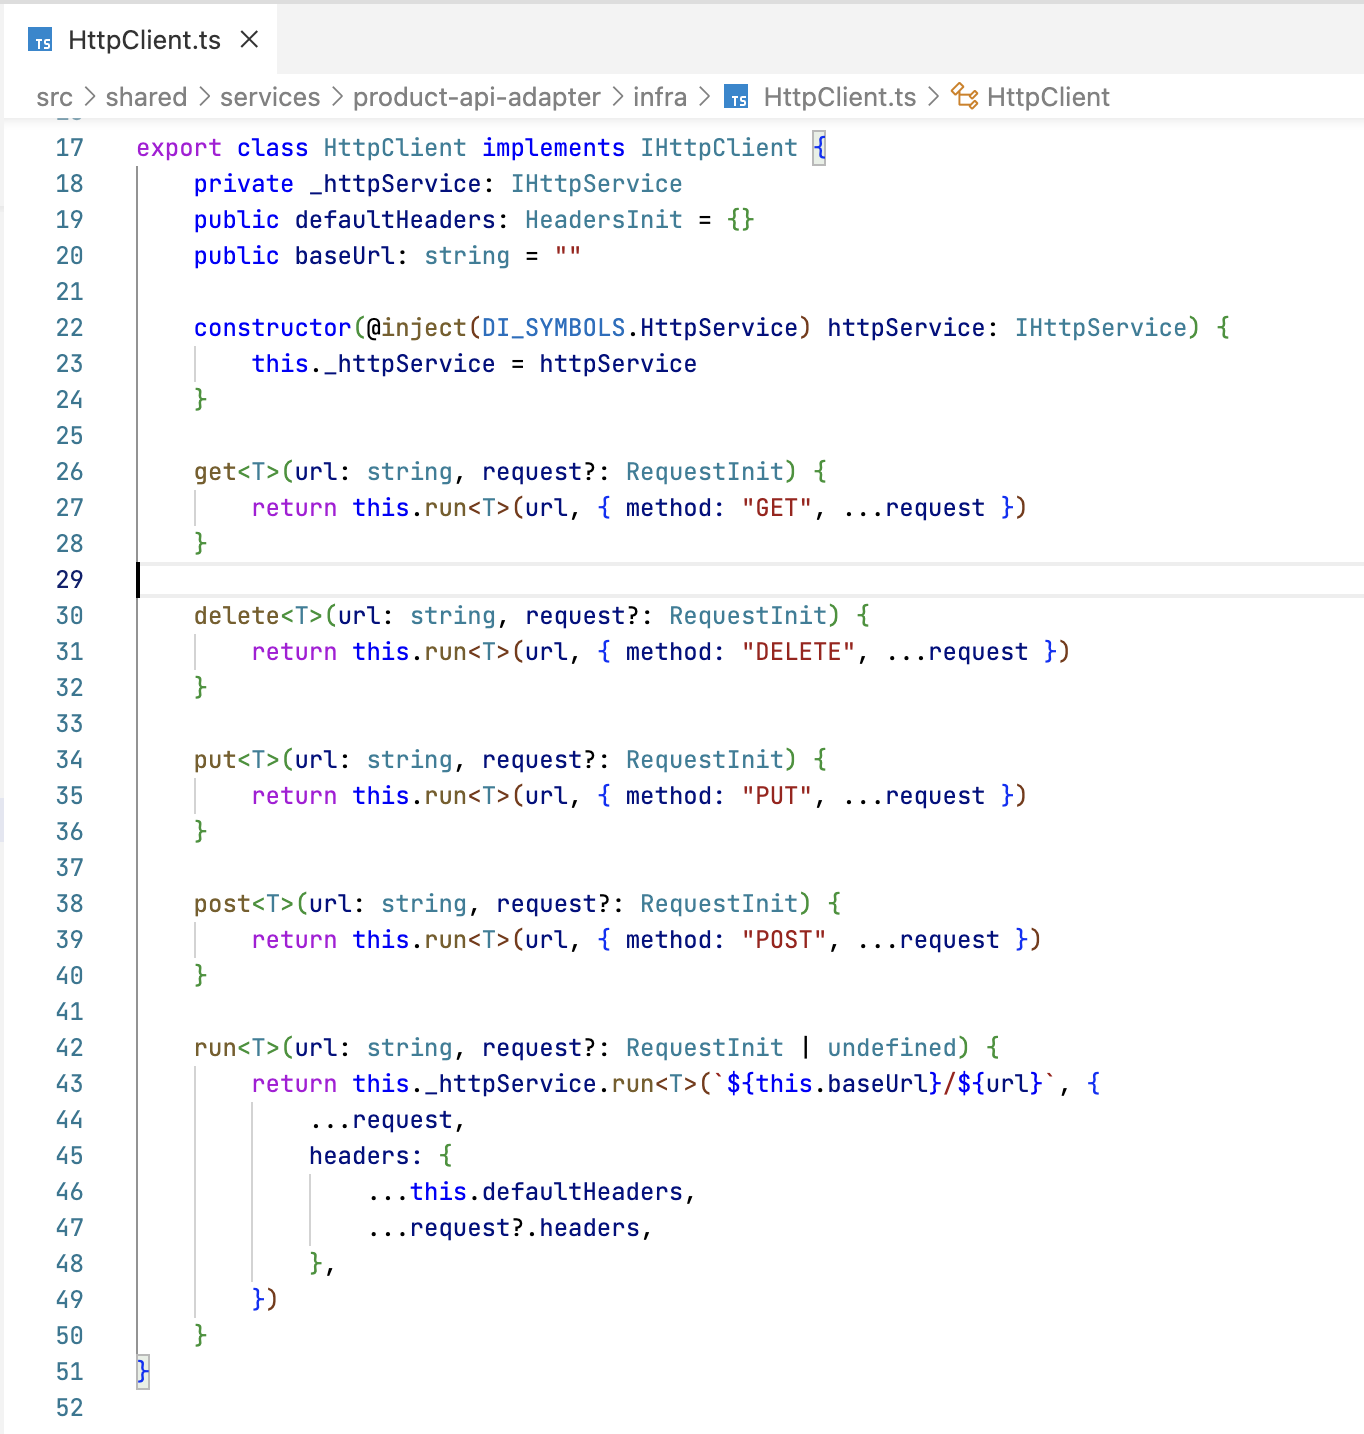 HttpClient.ts
src > shared > services > product-api-adapter > infra > TS HttpClient.ts > HttpClient
17 export class HttpClient implements IHttpClient {
18     private _httpService: IHttpService
19     public defaultHeaders: HeadersInit = {}
20     public baseUrl: string = ""
21
22     constructor(@inject(DI_SYMBOLS.HttpService) httpService: IHttpService) {
23         this._httpService = httpService
24     }
25
26     get<T>(url: string, request?: RequestInit) {
27         return this.run<T>(url, { method: "GET", ...request })
28     }
29
30     delete<T>(url: string, request?: RequestInit) {
31         return this.run<T>(url, { method: "DELETE", ...request })
32     }
33
34     put<T>(url: string, request?: RequestInit) {
35         return this.run<T>(url, { method: "PUT", ...request })
36     }
37
38     post<T>(url: string, request?: RequestInit) {
39         return this.run<T>(url, { method: "POST", ...request })
40     }
41
42     run<T>(url: string, request?: RequestInit | undefined) {
43         return this._httpService.run<T>(`${this.baseUrl}/${url}`, {
44             ...request,
45             headers: {
46                 ...this.defaultHeaders,
47                 ...request?.headers,
48             },
49         })
50     }
51 }
52